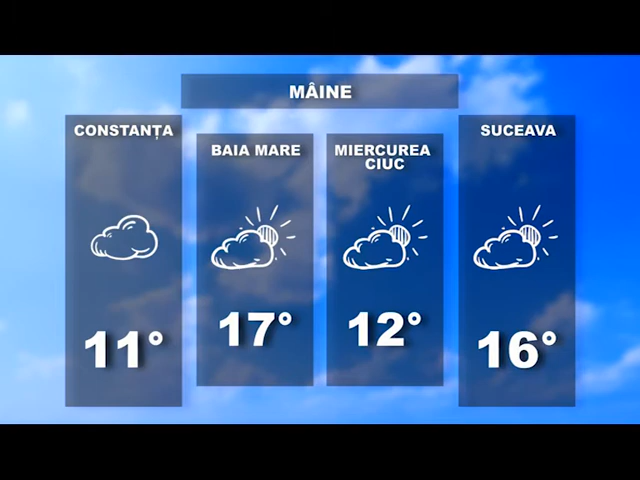 MÂINE
CONSTANȚA
11°
BAIA MARE
17°
MIERCUREA
CIUC
12°
SUCEAVA
16°